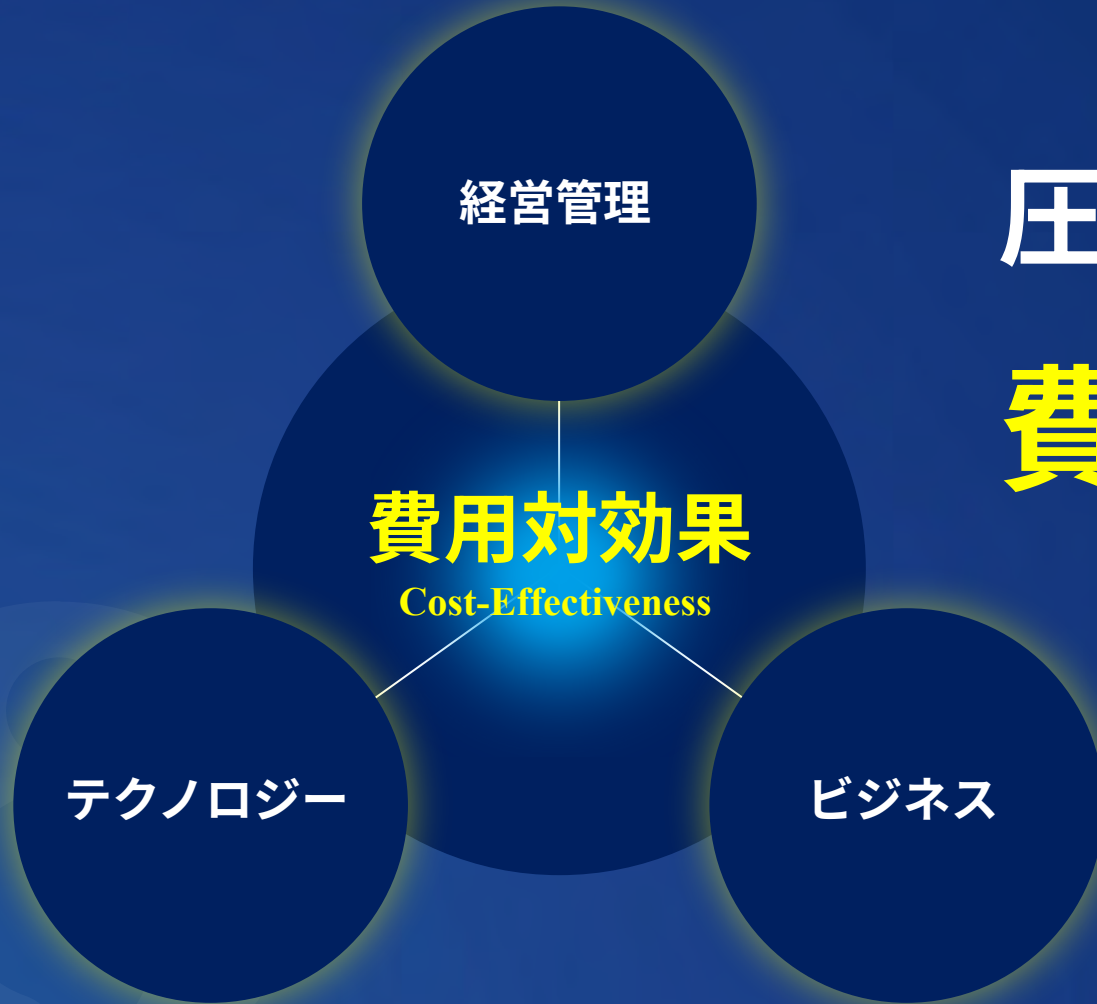 経営管理
圧
費
費用対効果
Cost-Effectiveness
テクノロジー
ビジネス